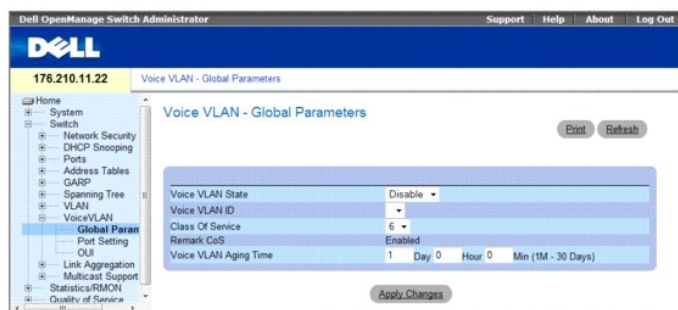 Dell OpenManage Switch Administrator
Support Help About Log Out
DELL
176.210.11.22
Voice VLAN - Global Parameters
Home
System
Switch
Network Security
DHCP Snooping
Ports
Address Tables
GARP
Spanning Tree
VLAN
VoiceVLAN
Global Param
Port Setting
OUI
Link Aggregation
Multicast Support
Statistics/RMON
Quality of Service
Voice VLAN - Global Parameters
Print Refresh
Voice VLAN State Disable
Voice VLAN ID
Class Of Service 6
Remark CoS Enabled
Voice VLAN Aging Time 1 Day 0 Hour 0 Min (1M - 30 Days)
Apply Changes